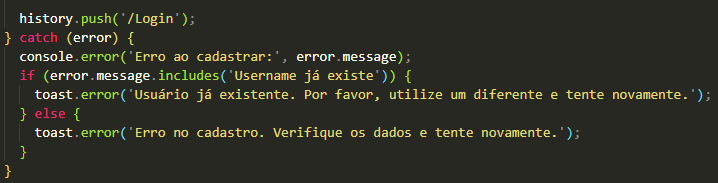 history.push('/Login');
} catch (error) {
console.error('Erro ao cadastrar:', error.message);
if (error.message.includes('Username já existe')) {
toast.error('Usuário já existente. Por favor, utilize um diferente e tente novamente.');
} else {
toast.error('Erro no cadastro. Verifique os dados e tente novamente.');
}
}